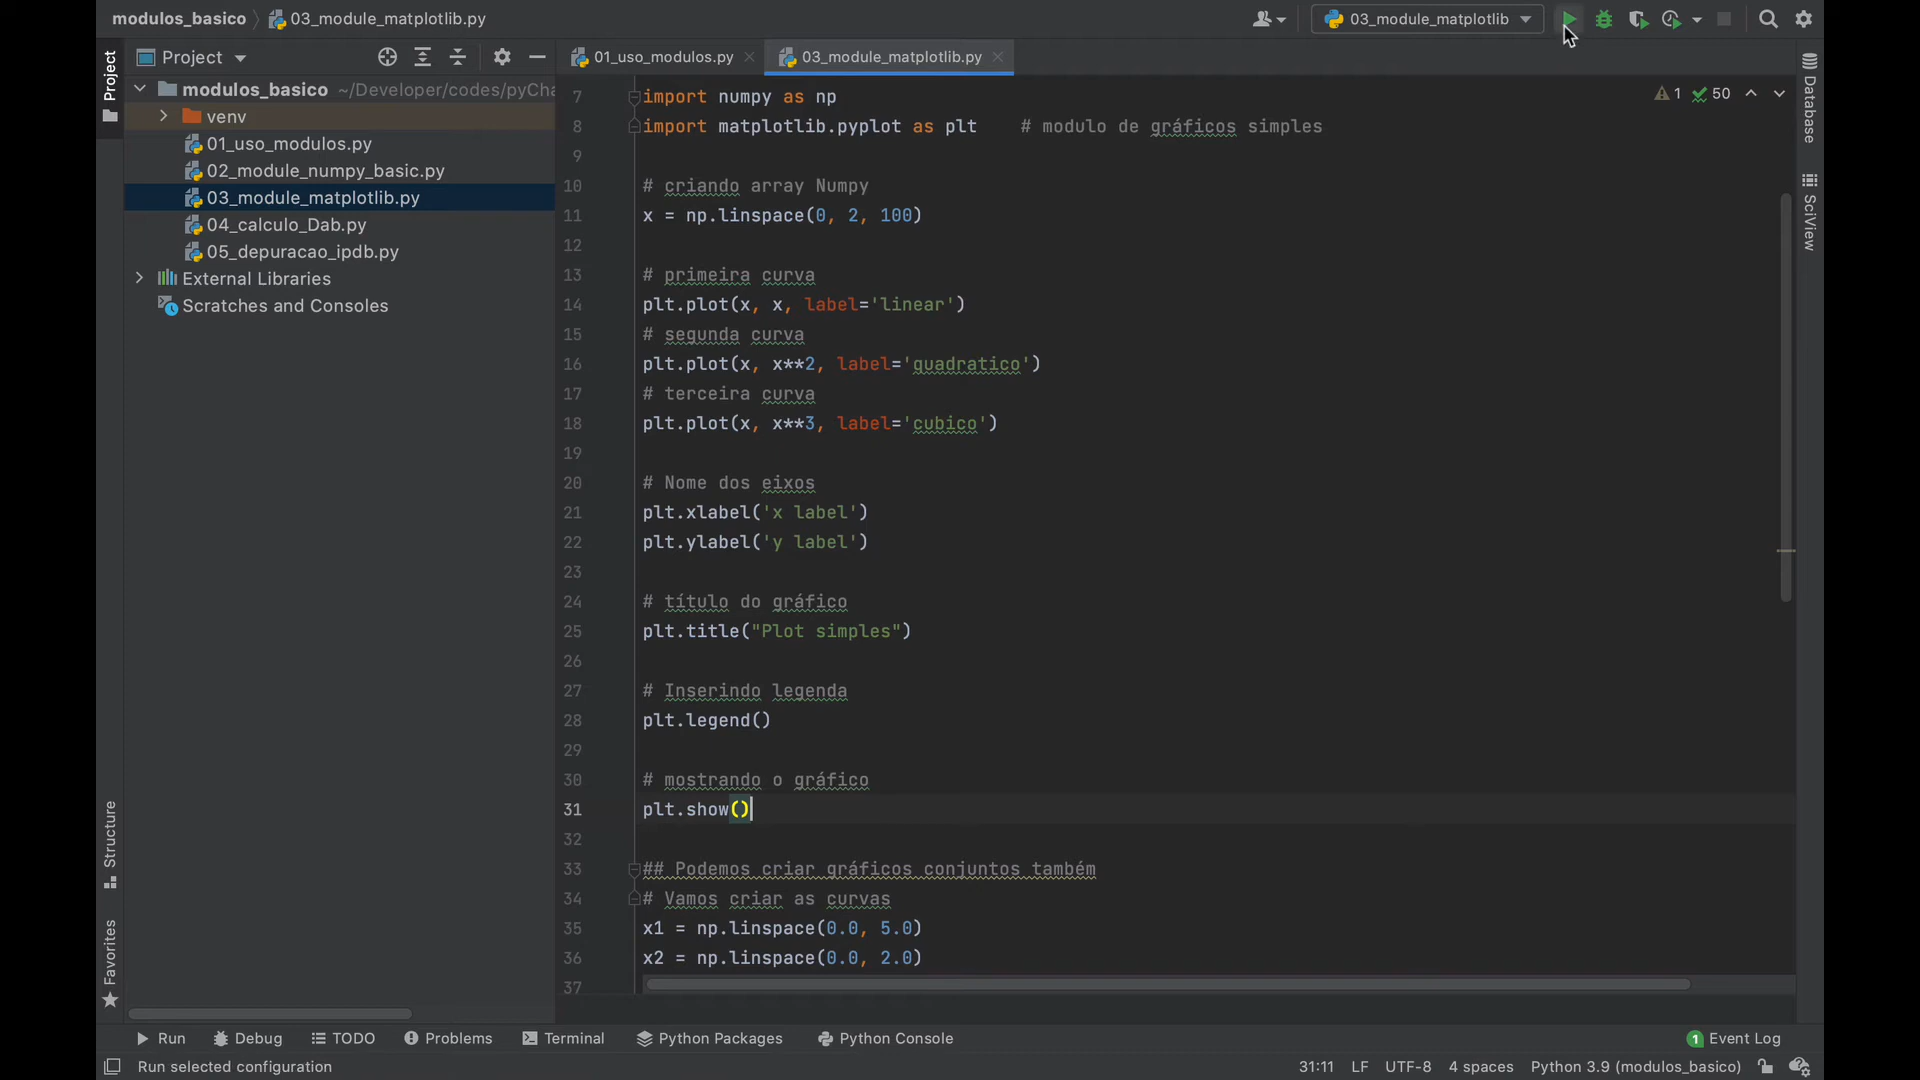 modulos_basico 03_module_matplotlib.py
03_module_matplotlib
Project
01_uso_modulos.py
03_module_matplotlib.py
modulos_basico ~/Developer/codes/pyCha
venv
01_uso_modulos.py
02_module_numpy_basic.py
03_module_matplotlib.py
04_calculo_Dab.py
05_depuracao_ipdb.py
External Libraries
Scratches and Consoles
Project
Structure
Favorites
1 50
Database
SciView
7 import numpy as np
8 import matplotlib.pyplot as plt # modulo de gráficos simples
9
10 # criando array Numpy
11 x = np.linspace(0, 2, 100)
12
13 # primeira curva
14 plt.plot(x, x, label='linear')
15 # segunda curva
16 plt.plot(x, x**2, label='quadratico')
17 # terceira curva
18 plt.plot(x, x**3, label='cubico')
19
20 # Nome dos eixos
21 plt.xlabel('x label')
22 plt.ylabel('y label')
23
24 # título do gráfico
25 plt.title("Plot simples")
26
27 # Inserindo legenda
28 plt.legend()
29
30 # mostrando o gráfico
31 plt.show()
32
33 ## Podemos criar gráficos conjuntos também
34 # Vamos criar as curvas
35 x1 = np.linspace(0.0, 5.0)
36 x2 = np.linspace(0.0, 2.0)
37
Run Debug TODO Problems Terminal Python Packages Python Console 1 Event Log
Run selected configuration 31:11 LF UTF-8 4 spaces Python 3.9 (modulos_basico)